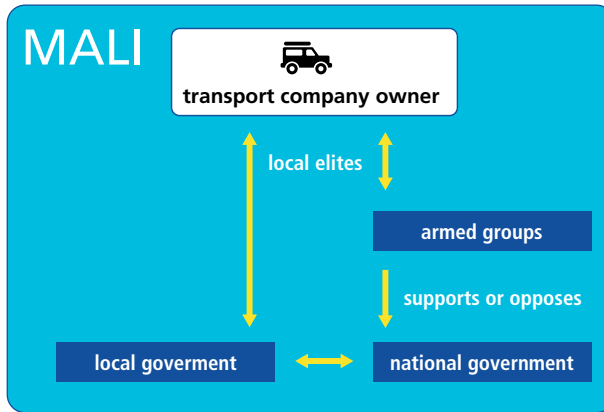 MALI
transport company owner
local elites
armed groups
supports or opposes
local goverment
national government